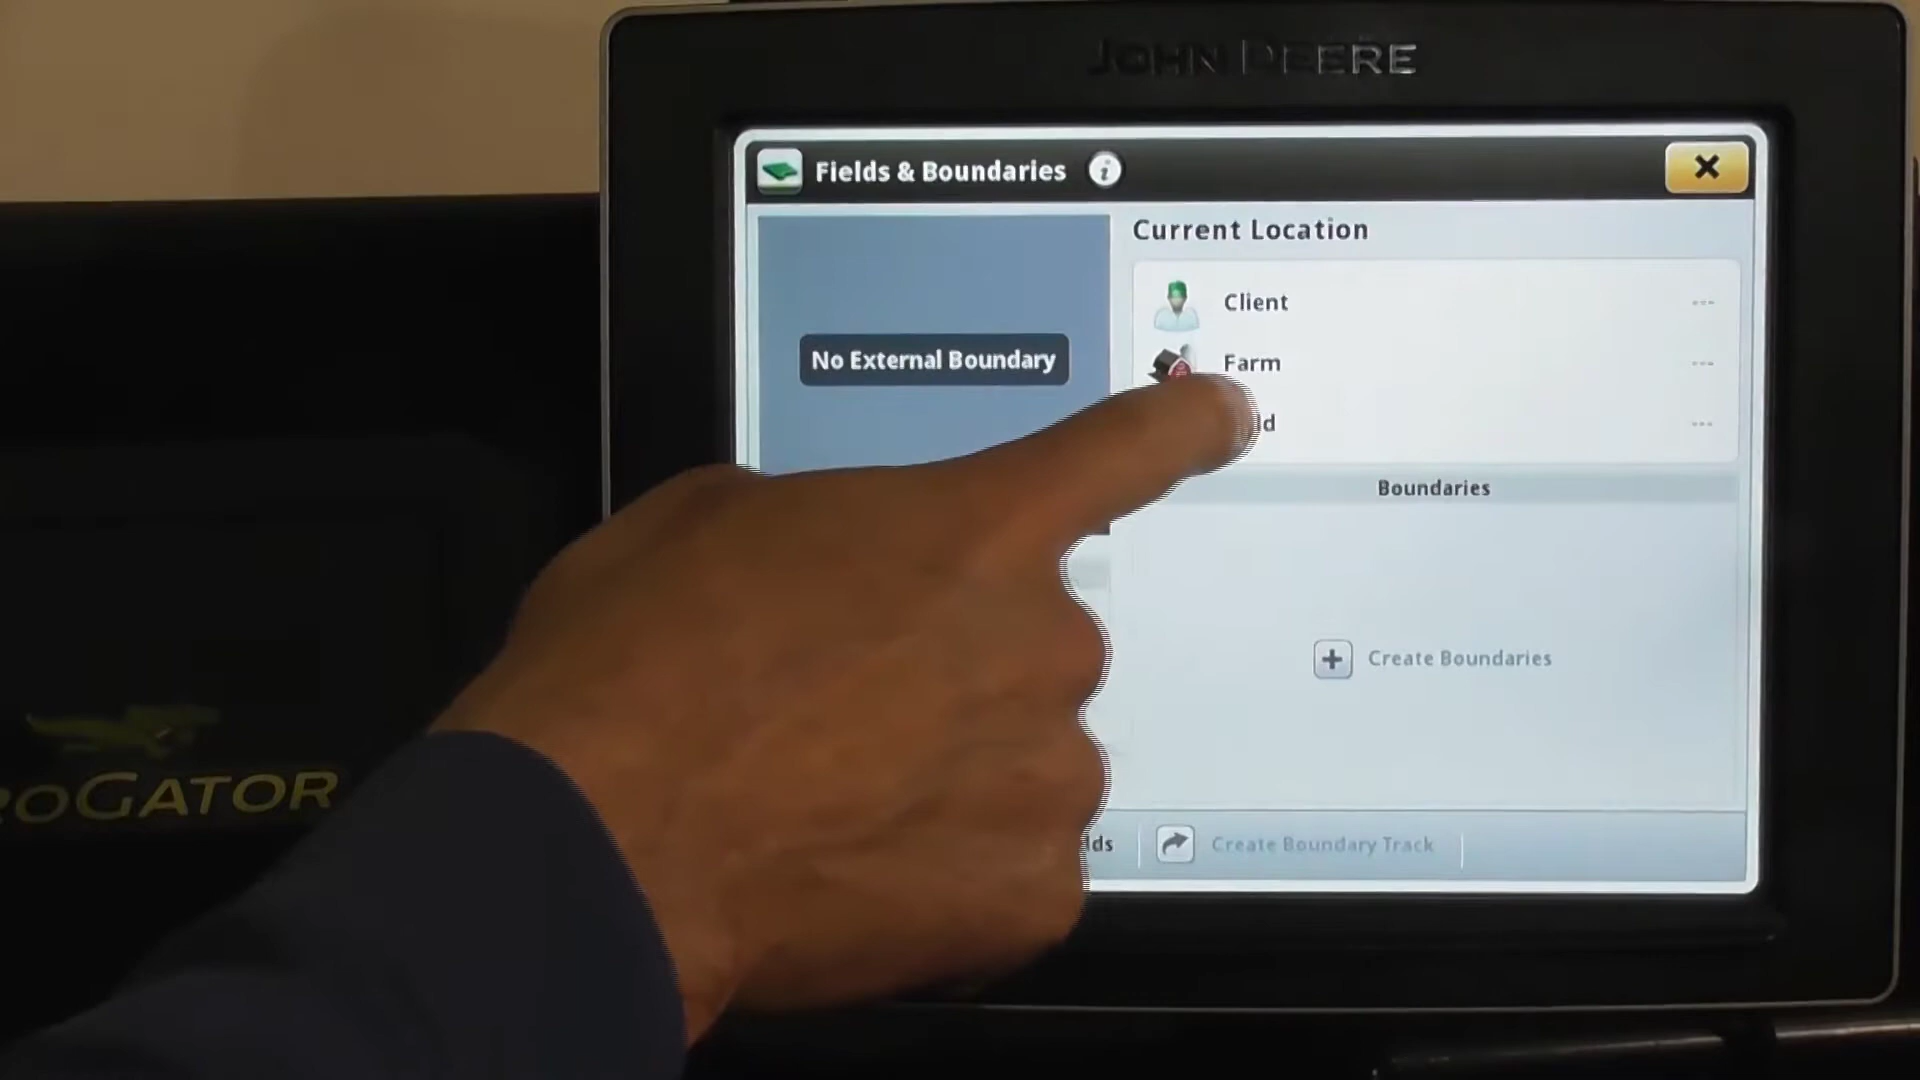 JOHN DEERE
Fields & Boundaries
i
Current Location
Client ---
No External Boundary
Farm ---
---
Boundaries
Create Boundaries
Create Boundary Track